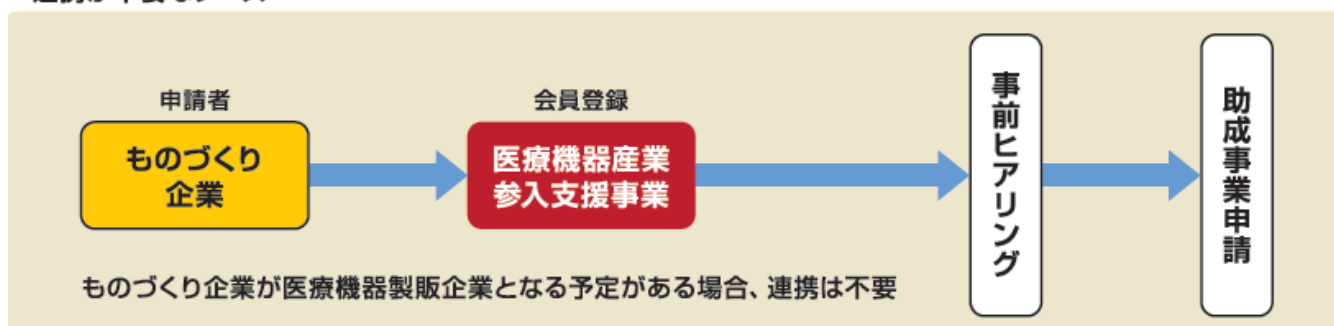 申請者
ものづくり
企業
会員登録
医療機器産業
参入支援事業
事前ヒアリング
助成事業申請
ものづくり企業が医療機器製販企業となる予定がある場合、連携は不要